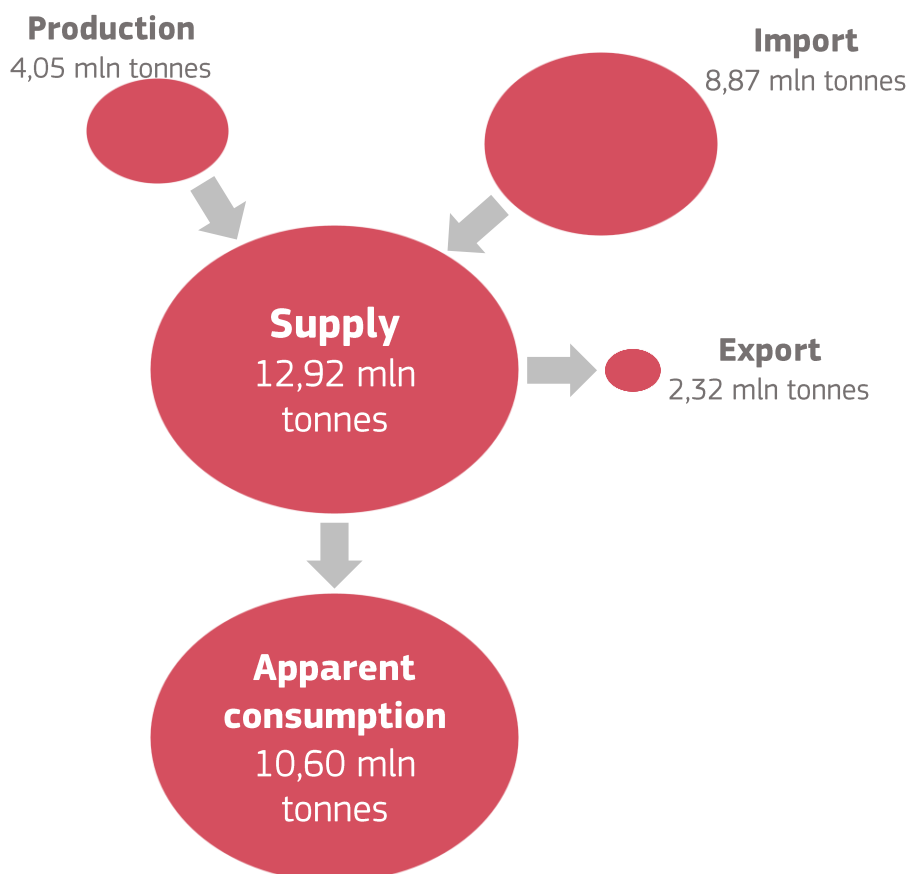 Production
4,05 mln tonnes
Import
8,87 mln tonnes
Supply
12,92 mln
tonnes
Export
2,32 mln tonnes
Apparent
consumption
10,60 mln
tonnes